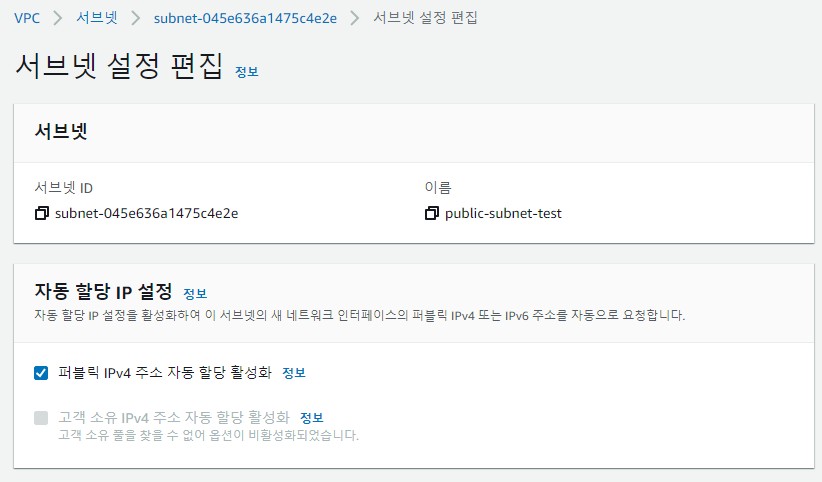 VPC > 서브넷 > subnet-045e636a1475c4e2e > 서브넷 설정 편집
서브넷 설정 편집 정보
서브넷
서브넷 ID 이름
subnet-045e636a1475c4e2e public-subnet-test
자동 할당 IP 설정 정보
자동 할당 IP 설정을 활성화하여 이 서브넷의 새 네트워크 인터페이스의 퍼블릭 IPv4 또는 IPv6 주소를 자동으로 요청합니다.
퍼블릭 IPv4 주소 자동 할당 활성화 정보
고객 소유 IPv4 주소 자동 할당 활성화 정보
고객 소유 풀을 찾을 수 없어 옵션이 비활성화되었습니다.